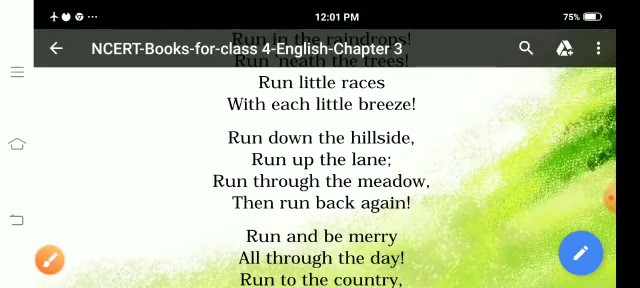 12:01 PM
75%
Run in the raindrops!
NCERT-Books-for class 4-English-Chapter 3
Run 'neath the trees!
Run little races
With each little breeze!
Run down the hillside,
Run up the lane;
Run through the meadow,
Then run back again!
Run and be merry
All through the day!
Run to the country,